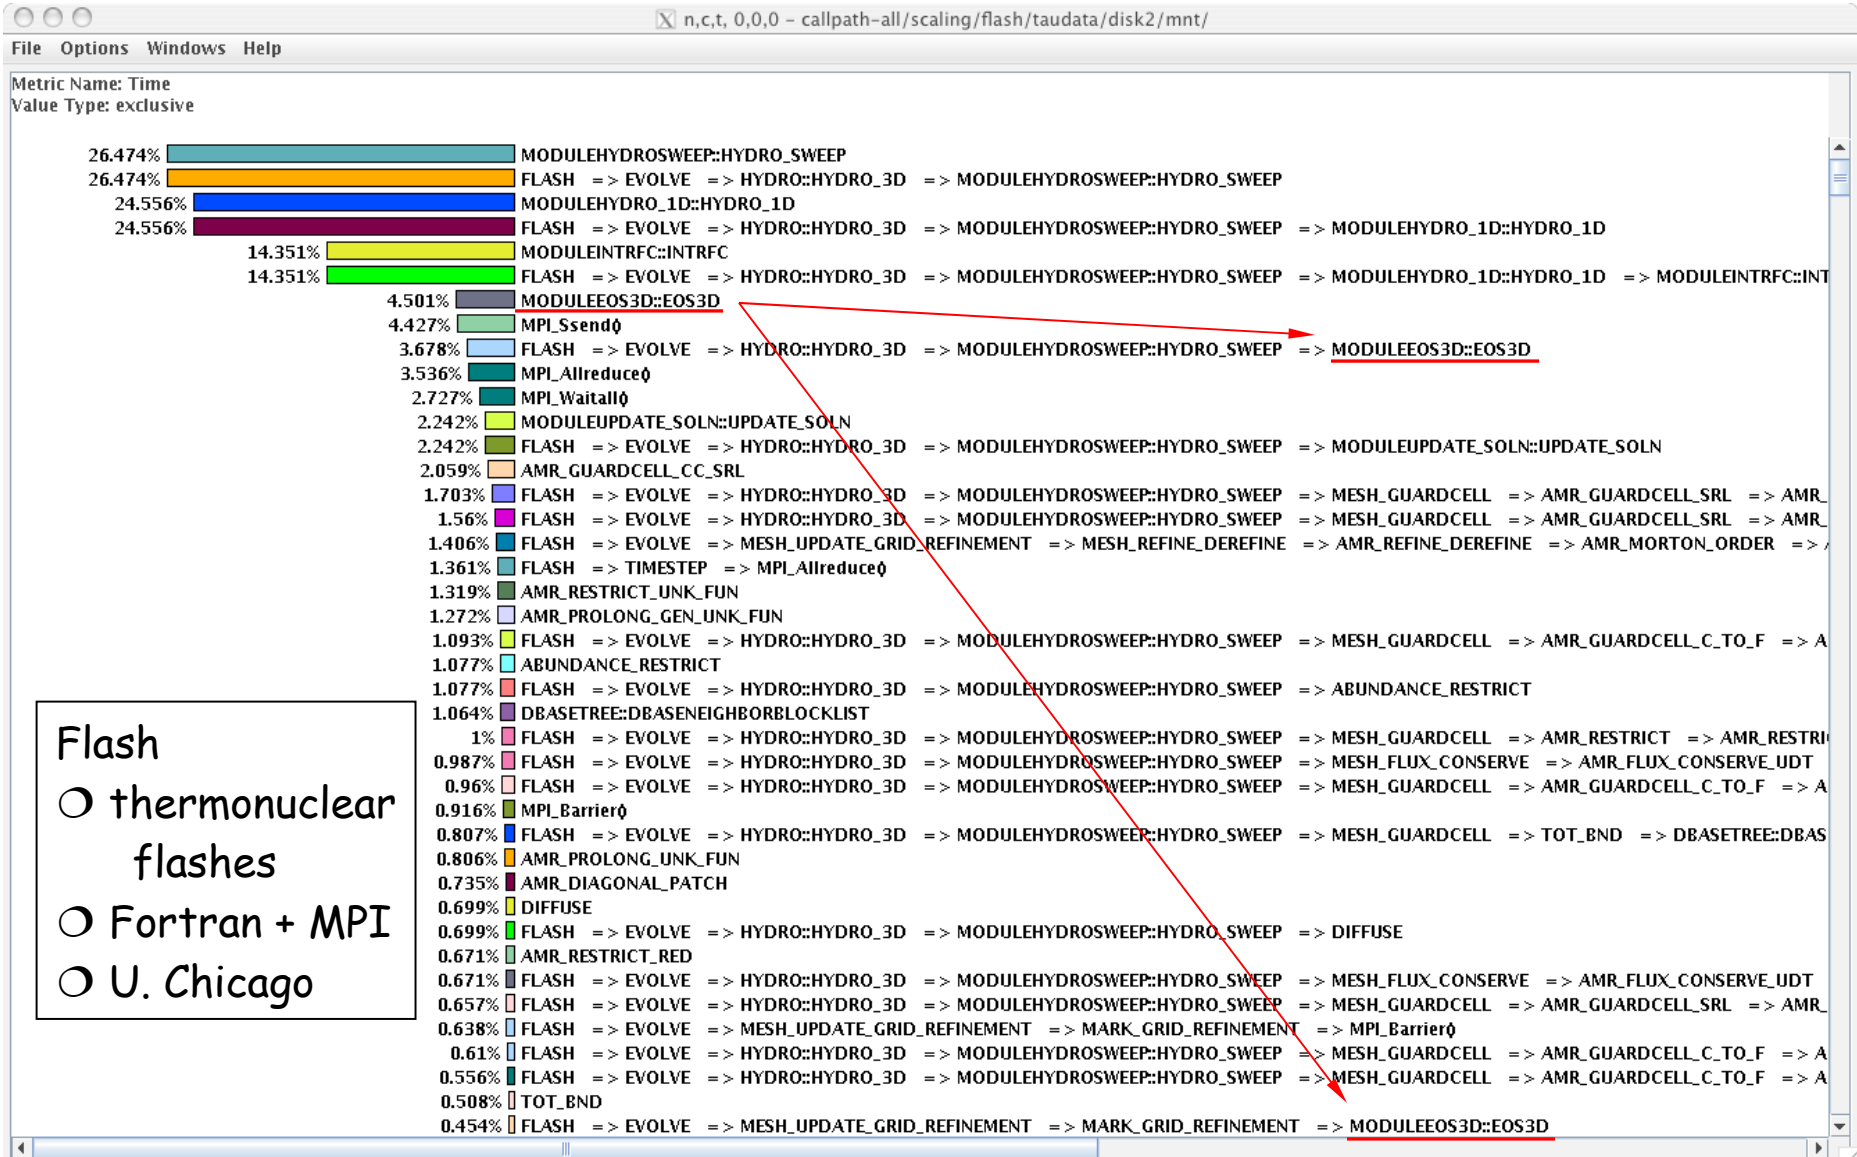 n,c,t, 0,0,0 – callpath-all/scaling/flash/taudata/disk2/mnt/
File Options Windows Help
Metric Name: Time
Value Type: exclusive
26.474% MODULEHYDROSWEEP::HYDRO_SWEEP
26.474% FLASH => EVOLVE => HYDRO::HYDRO_3D => MODULEHYDROSWEEP::HYDRO_SWEEP
24.556% MODULEHYDRO_1D::HYDRO_1D
24.556% FLASH => EVOLVE => HYDRO::HYDRO_3D => MODULEHYDROSWEEP::HYDRO_SWEEP => MODULEHYDRO_1D::HYDRO_1D
14.351% MODULEINTRFC::INTRFC
14.351% FLASH => EVOLVE => HYDRO::HYDRO_3D => MODULEHYDROSWEEP::HYDRO_SWEEP => MODULEHYDRO_1D::HYDRO_1D => MODULEINTRFC::INT
4.501% MODULEEOS3D::EOS3D
4.427% MPI_Ssend()
3.678% FLASH => EVOLVE => HYDRO::HYDRO_3D => MODULEHYDROSWEEP::HYDRO_SWEEP => MODULEEOS3D::EOS3D
3.536% MPI_Allreduce()
2.727% MPI_Waitall()
2.242% MODULEUPDATE_SOLN::UPDATE_SOLN
2.242% FLASH => EVOLVE => HYDRO::HYDRO_3D => MODULEHYDROSWEEP::HYDRO_SWEEP => MODULEUPDATE_SOLN::UPDATE_SOLN
2.059% AMR_GUARDCELL_CC_SRL
1.703% FLASH => EVOLVE => HYDRO::HYDRO_3D => MODULEHYDROSWEEP::HYDRO_SWEEP => MESH_GUARDCELL => AMR_GUARDCELL_SRL => AMR_
1.56% FLASH => EVOLVE => HYDRO::HYDRO_3D => MODULEHYDROSWEEP::HYDRO_SWEEP => MESH_GUARDCELL => AMR_GUARDCELL_SRL => AMR_
1.406% FLASH => EVOLVE => MESH_UPDATE_GRID_REFINEMENT => MESH_REFINE_DEREFINE => AMR_REFINE_DEREFINE => AMR_MORTON_ORDER =>
1.361% FLASH => TIMESTEP => MPI_Allreduce()
1.319% AMR_RESTRICT_UNK_FUN
1.272% AMR_PROLONG_GEN_UNK_FUN
1.093% FLASH => EVOLVE => HYDRO::HYDRO_3D => MODULEHYDROSWEEP::HYDRO_SWEEP => MESH_GUARDCELL => AMR_GUARDCELL_C_TO_F => A
1.077% ABUNDANCE_RESTRICT
1.077% FLASH => EVOLVE => HYDRO::HYDRO_3D => MODULEHYDROSWEEP::HYDRO_SWEEP => ABUNDANCE_RESTRICT
1.064% DBASETREE::DBASENEIGHBORBLOCKLIST
1% FLASH => EVOLVE => HYDRO::HYDRO_3D => MODULEHYDROSWEEP::HYDRO_SWEEP => MESH_GUARDCELL => AMR_RESTRICT => AMR_RESTRI
0.987% FLASH => EVOLVE => HYDRO::HYDRO_3D => MODULEHYDROSWEEP::HYDRO_SWEEP => MESH_FLUX_CONSERVE => AMR_FLUX_CONSERVE_UDT
0.96% FLASH => EVOLVE => HYDRO::HYDRO_3D => MODULEHYDROSWEEP::HYDRO_SWEEP => MESH_GUARDCELL => AMR_GUARDCELL_C_TO_F => A
0.916% MPI_Barrier()
0.807% FLASH => EVOLVE => HYDRO::HYDRO_3D => MODULEHYDROSWEEP::HYDRO_SWEEP => MESH_GUARDCELL => TOT_BND => DBASETREE::DBAS
0.806% AMR_PROLONG_UNK_FUN
0.735% AMR_DIAGONAL_PATCH
0.699% DIFFUSE
0.699% FLASH => EVOLVE => HYDRO::HYDRO_3D => MODULEHYDROSWEEP::HYDRO_SWEEP => DIFFUSE
0.671% AMR_RESTRICT_RED
0.671% FLASH => EVOLVE => HYDRO::HYDRO_3D => MODULEHYDROSWEEP::HYDRO_SWEEP => MESH_FLUX_CONSERVE => AMR_FLUX_CONSERVE_UDT
0.657% FLASH => EVOLVE => HYDRO::HYDRO_3D => MODULEHYDROSWEEP::HYDRO_SWEEP => MESH_GUARDCELL => AMR_GUARDCELL_SRL => AMR_
0.638% FLASH => EVOLVE => MESH_UPDATE_GRID_REFINEMENT => MARK_GRID_REFINEMENT => MPI_Barrier()
0.61% FLASH => EVOLVE => HYDRO::HYDRO_3D => MODULEHYDROSWEEP::HYDRO_SWEEP => MESH_GUARDCELL => AMR_GUARDCELL_C_TO_F => A
0.556% FLASH => EVOLVE => HYDRO::HYDRO_3D => MODULEHYDROSWEEP::HYDRO_SWEEP => MESH_GUARDCELL => AMR_GUARDCELL_C_TO_F => A
0.508% TOT_BND
0.454% FLASH => EVOLVE => MESH_UPDATE_GRID_REFINEMENT => MARK_GRID_REFINEMENT => MODULEEOS3D::EOS3D
Flash
❍ thermonuclear
flashes
❍ Fortran + MPI
❍ U. Chicago